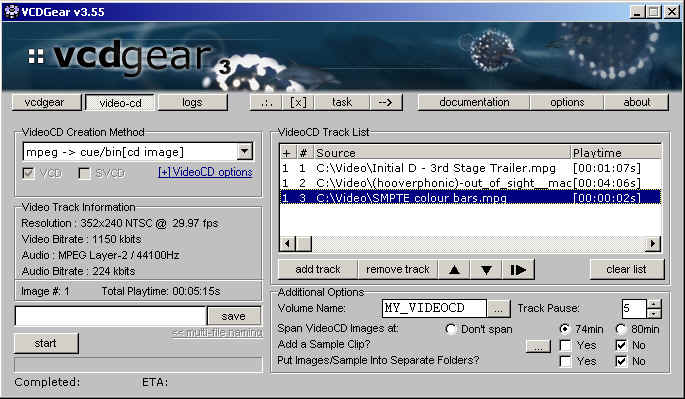 VCDGear v3.55
:: vcdgear 3
vcdgear video-cd logs .:. [x] task --> documentation options about
VideoCD Creation Method
mpeg -> cue/bin[cd image]
VCD SVCD [+] VideoCD options
Video Track Information
Resolution : 352x240 NTSC @ 29.97 fps
Video Bitrate : 1150 kbits
Audio : MPEG Layer-2 / 44100Hz
Audio Bitrate : 224 kbits
Image #: 1 Total Playtime: 00:05:15s
save
<< multi-file naming
start
Completed: ETA:
VideoCD Track List
+ # Source Playtime
1 1 C:\Video\Initial D - 3rd Stage Trailer.mpg [00:01:07s]
1 2 C:\Video\(hooverphonic)-out_of_sight__mac [00:04:06s]
1 3 C:\Video\SMPTE colour bars.mpg [00:00:02s]
add track remove track clear list
Additional Options
Volume Name: MY_VIDEOCD ... Track Pause: 5
Span VideoCD Images at: Don't span 74min 80min
Add a Sample Clip? ... Yes No
Put Images/Sample Into Separate Folders? Yes No